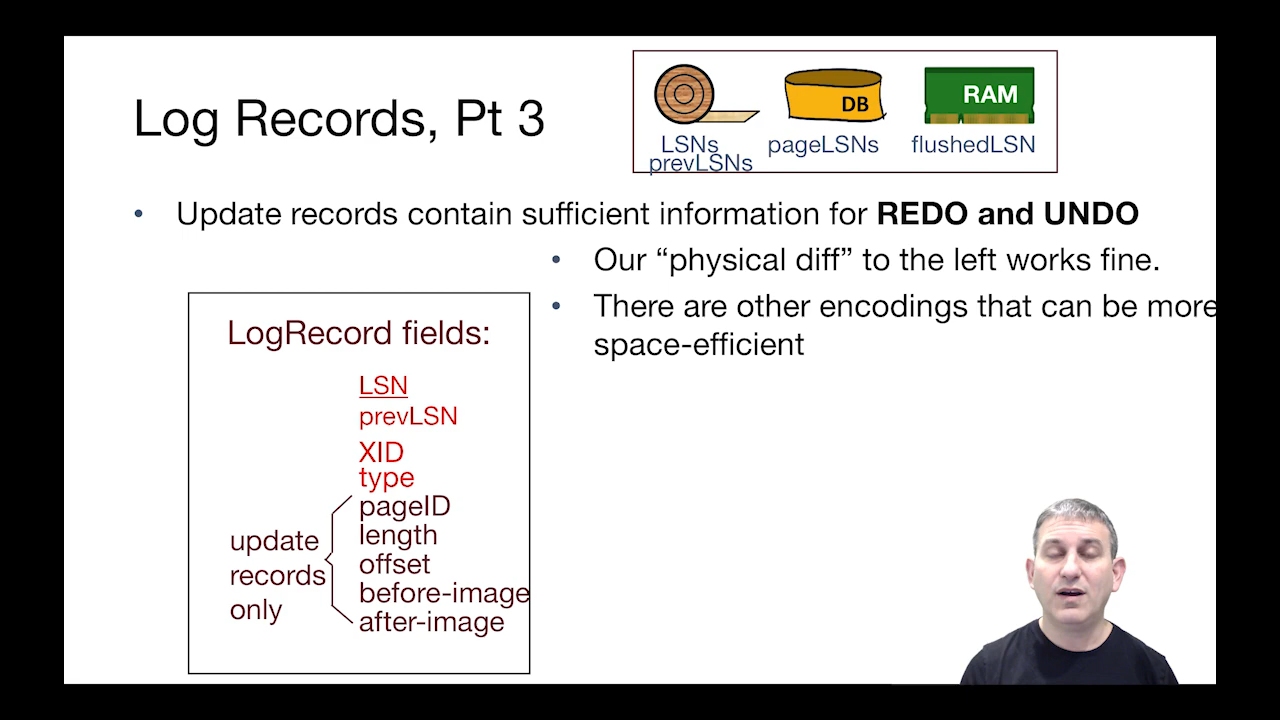 Log Records, Pt 3
DB
RAM
LSNs
prevLSNs
pageLSNs
flushedLSN
• Update records contain sufficient information for REDO and UNDO
• Our “physical diff” to the left works fine.
• There are other encodings that can be more
space-efficient
LogRecord fields:
LSN
prevLSN
XID
type
pageID
length
offset
before-image
after-image
update
records
only